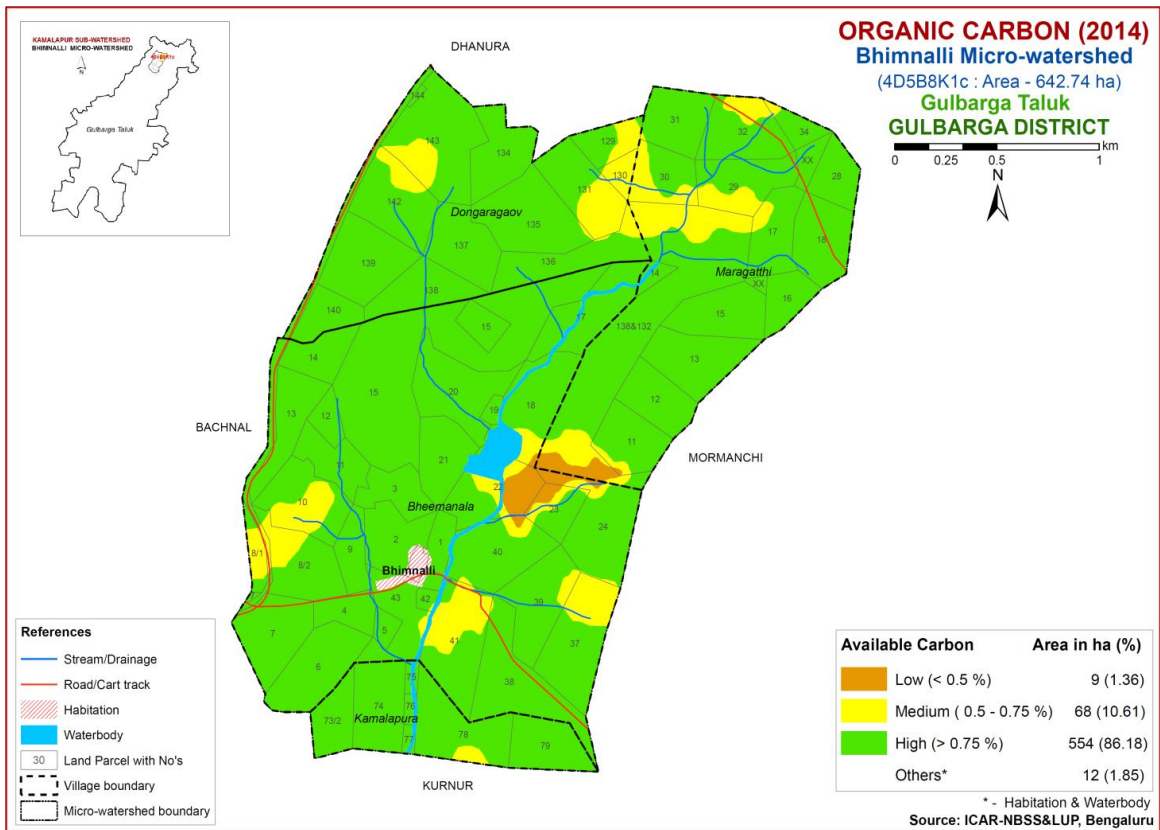 KAMALAPUR SUB-WATERSHED
BHIMNALLI MICRO-WATERSHED
N
4D5B8K1c
Gulbarga Taluk
ORGANIC CARBON (2014)
Bhimnalli Micro-watershed
(4D5B8K1c : Area - 642.74 ha)
Gulbarga Taluk
GULBARGA DISTRICT
0 0.25 0.5 1 km
N
DHANURA
144
143
134
129
31
32
34
XX
130
30
28
131
29
142
Dongaragaov
135
17
18
137
136
139
138
Maragatthi
14
XX
16
140
17
15
138&132
15
14
13
15
20
12
19
18
13
12
BACHNAL
11
11
21
MORMANCHI
3
22
10
Bheemanala
23
24
2
1
9
40
8/1
8/2
Bhimnalli
43
42
39
4
5
41
37
7
6
75
38
74
76
73/2
Kamalapura
77
78
79
KURNUR
References
Stream/Drainage
Road/Cart track
Habitation
Waterbody
30 Land Parcel with No's
Village boundary
Micro-watershed boundary
Available Carbon Area in ha (%)
Low (< 0.5 %) 9 (1.36)
Medium ( 0.5 - 0.75 %) 68 (10.61)
High (> 0.75 %) 554 (86.18)
Others* 12 (1.85)
* - Habitation & Waterbody
Source: ICAR-NBSS&LUP, Bengaluru